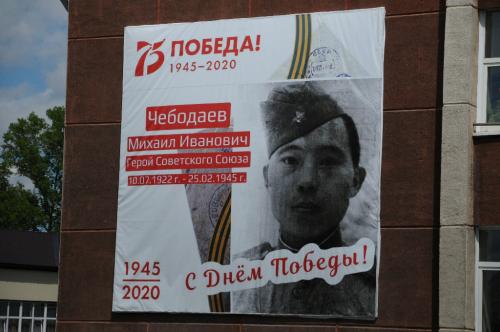 75 ПОБЕДА!
1945–2020
Чебодаев
Михаил Иванович
Герой Советского Союза
10.07.1922 г. - 25.02.1945 г.
1945
2020
С Днём Победы!